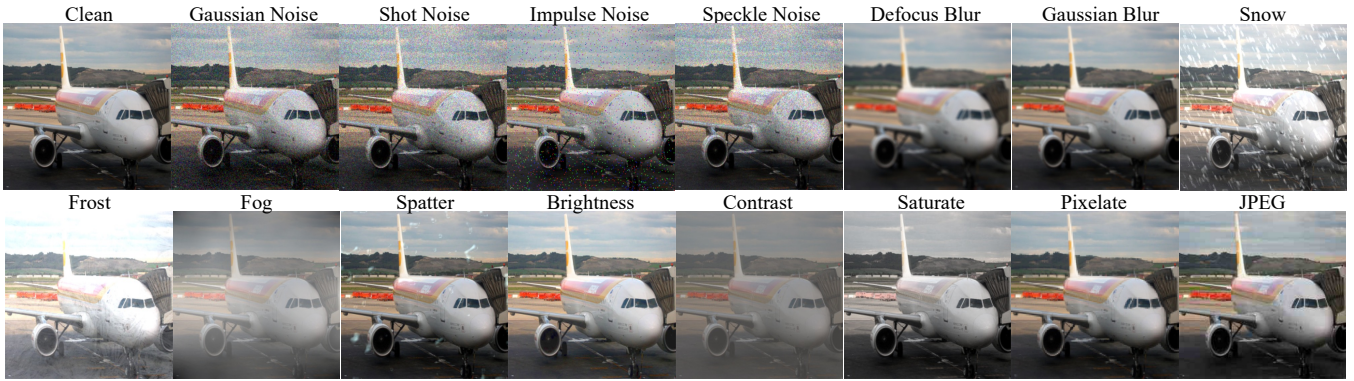 Clean Gaussian Noise Shot Noise Impulse Noise Speckle Noise Defocus Blur Gaussian Blur Snow
Frost Fog Spatter Brightness Contrast Saturate Pixelate JPEG